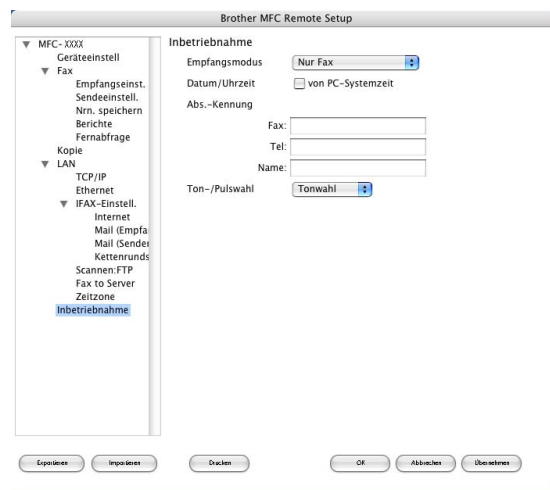 Brother MFC Remote Setup
MFC- XXXX
Geräteeinstell
Fax
Empfangseinst.
Sendeeinstell.
Nrn. speichern
Berichte
Fernabfrage
Kopie
LAN
TCP/IP
Ethernet
IFAX-Einstell.
Internet
Mail (Empfa
Mail (Sender
Kettenrunds
Scannen:FTP
Fax to Server
Zeitzone
Inbetriebnahme
Inbetriebnahme
Empfangsmodus Nur Fax
Datum/Uhrzeit von PC-Systemzeit
Abs.-Kennung
Fax:
Tel:
Name:
Ton-/Pulswahl Tonwahl
Exportieren Importieren Drucken OK Abbrechen Übernehmen